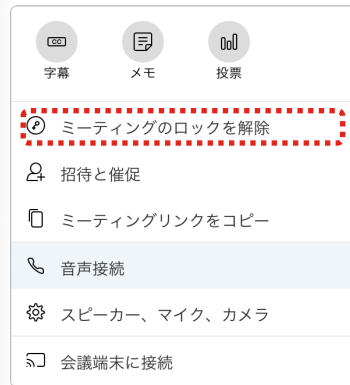 CC
字幕 メモ 投票
ミーティングのロックを解除
招待と催促
ミーティングリンクをコピー
音声接続
スピーカー、マイク、カメラ
会議端末に接続